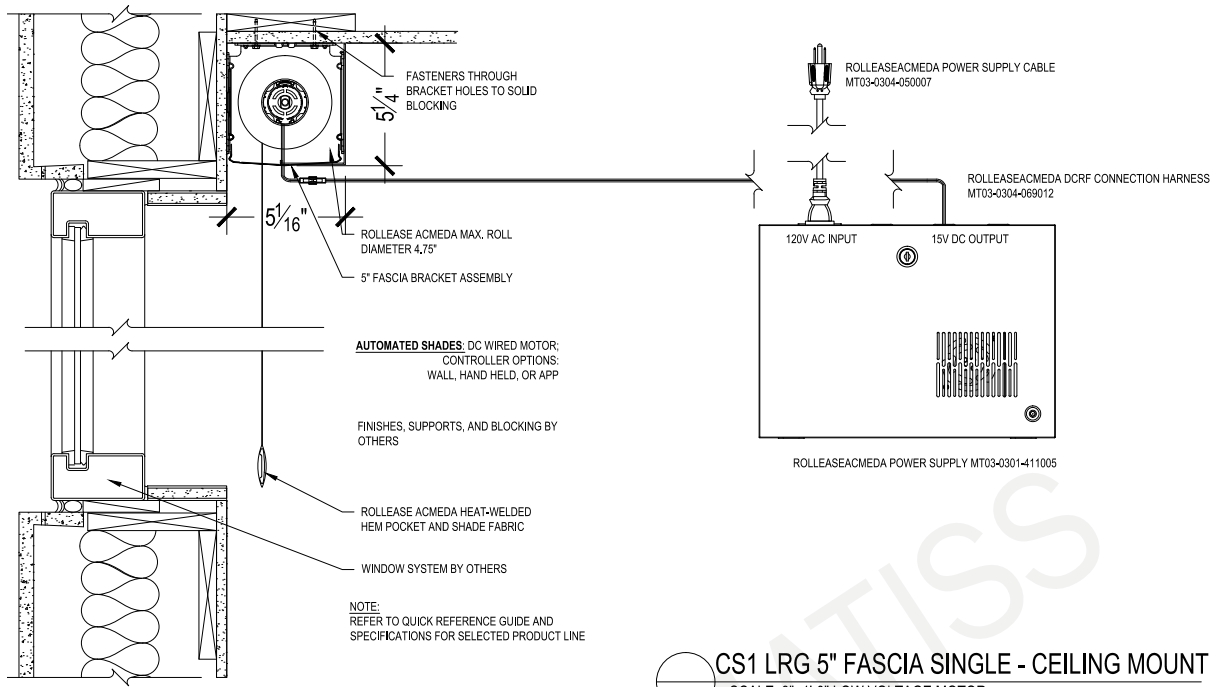 FASTENERS THROUGH
BRACKET HOLES TO SOLID
BLOCKING
5 1/4"
5 1/16"
ROLLEASE ACMEDA MAX. ROLL
DIAMETER 4.75"
5" FASCIA BRACKET ASSEMBLY
AUTOMATED SHADES: DC WIRED MOTOR;
CONTROLLER OPTIONS:
WALL, HAND HELD, OR APP
FINISHES, SUPPORTS, AND BLOCKING BY
OTHERS
ROLLEASE ACMEDA HEAT-WELDED
HEM POCKET AND SHADE FABRIC
WINDOW SYSTEM BY OTHERS
NOTE:
REFER TO QUICK REFERENCE GUIDE AND
SPECIFICATIONS FOR SELECTED PRODUCT LINE
ROLLEASEACMEDA POWER SUPPLY CABLE
MT03-0304-050007
ROLLEASEACMEDA DCRF CONNECTION HARNESS
MT03-0304-069012
120V AC INPUT
15V DC OUTPUT
ROLLEASEACMEDA POWER SUPPLY MT03-0301-411005
CS1 LRG 5" FASCIA SINGLE - CEILING MOUNT